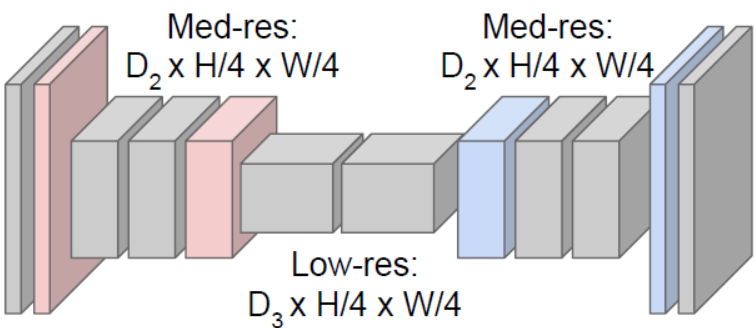 Med-res:
D₂ x H/4 x W/4
Med-res:
D₂ x H/4 x W/4
Low-res:
D₃ x H/4 x W/4